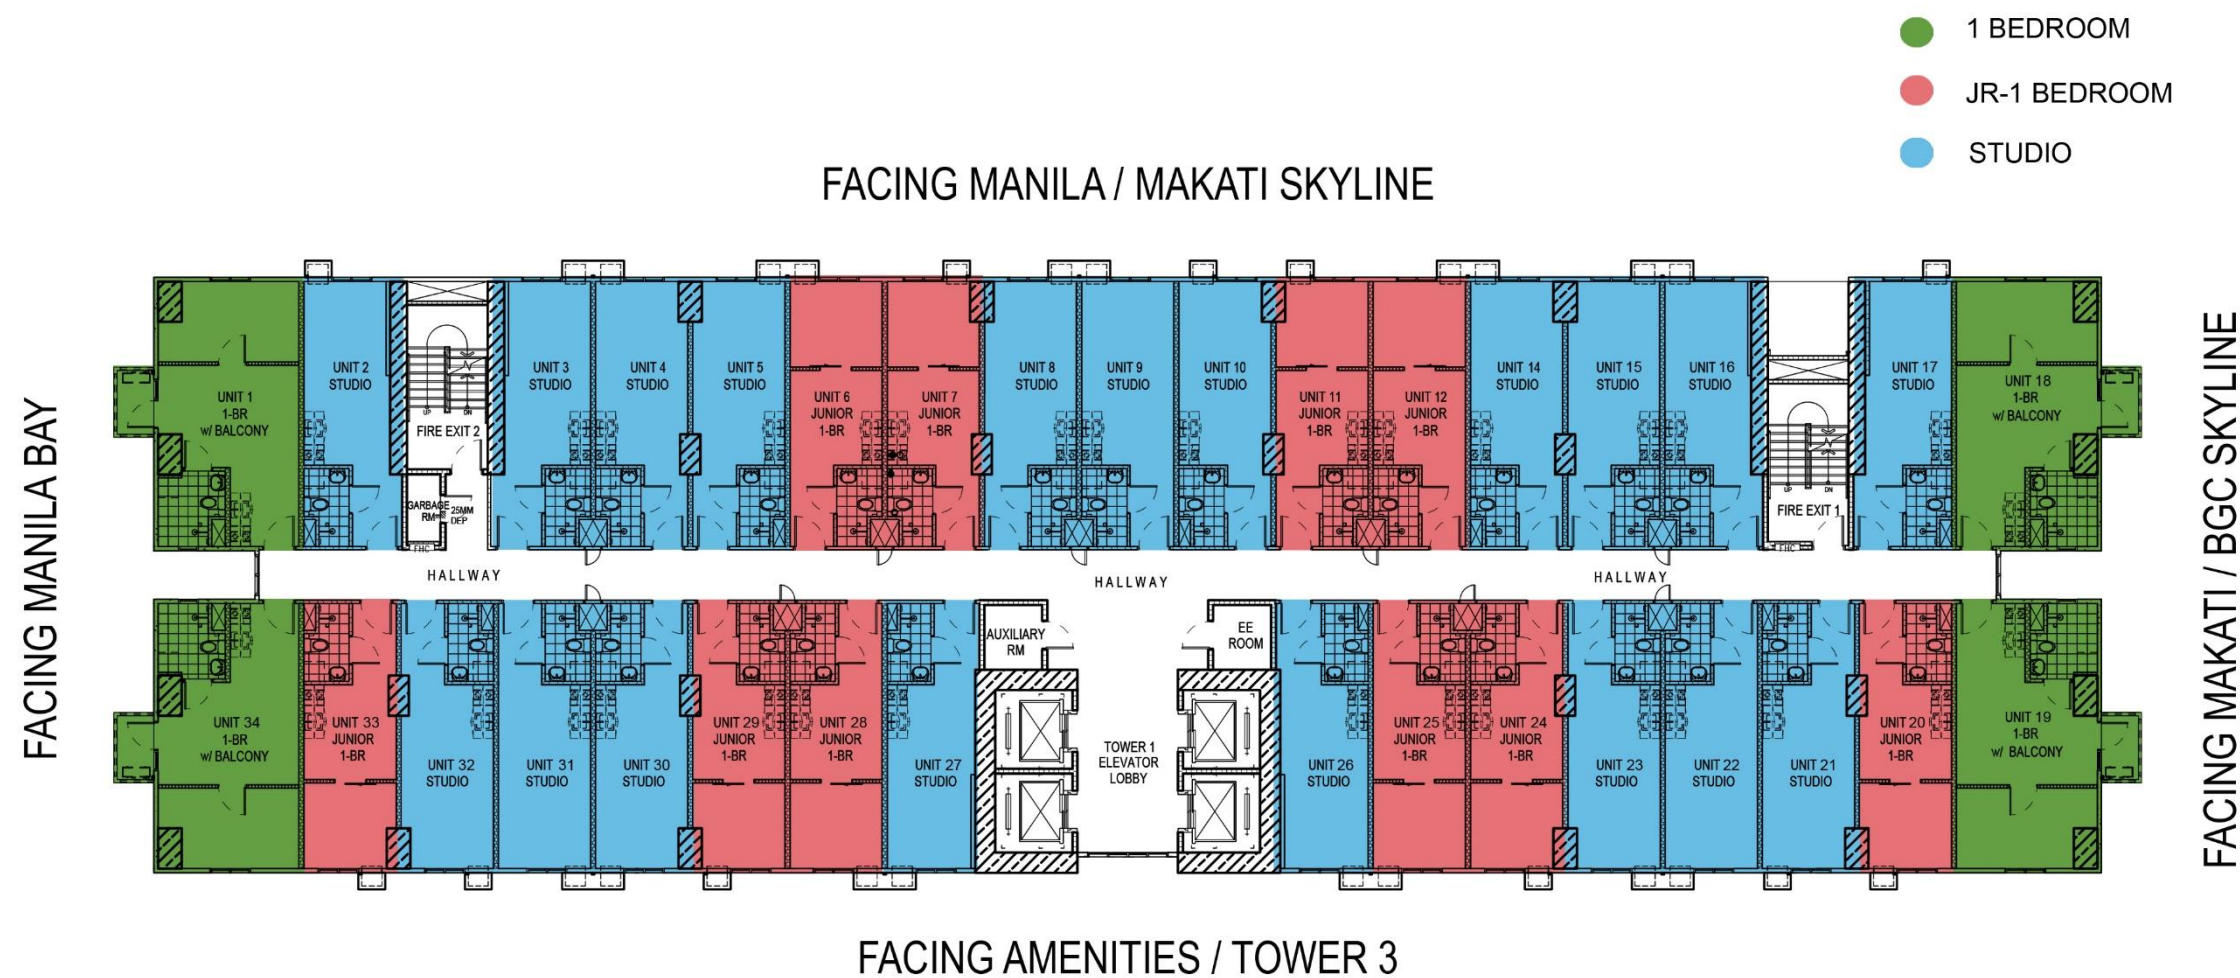 1 BEDROOM
JR-1 BEDROOM
STUDIO
FACING MANILA / MAKATI SKYLINE
FACING MANILA BAY
FACING MAKATI / BGC SKYLINE
UNIT 1
1-BR
w/ BALCONY
UNIT 2
STUDIO
UP
DN
FIRE EXIT 2
GARBAGE
RM
25MM
DEP
FHC
UNIT 3
STUDIO
UNIT 4
STUDIO
UNIT 5
STUDIO
UNIT 6
JUNIOR
1-BR
UNIT 7
JUNIOR
1-BR
UNIT 8
STUDIO
UNIT 9
STUDIO
UNIT 10
STUDIO
UNIT 11
JUNIOR
1-BR
UNIT 12
JUNIOR
1-BR
UNIT 14
STUDIO
UNIT 15
STUDIO
UNIT 16
STUDIO
UP
DN
FIRE EXIT 1
FHC
UNIT 17
STUDIO
UNIT 18
1-BR
w/ BALCONY
HALLWAY
HALLWAY
HALLWAY
UNIT 34
1-BR
w/ BALCONY
UNIT 33
JUNIOR
1-BR
UNIT 32
STUDIO
UNIT 31
STUDIO
UNIT 30
STUDIO
UNIT 29
JUNIOR
1-BR
UNIT 28
JUNIOR
1-BR
UNIT 27
STUDIO
AUXILIARY
RM
TOWER 1
ELEVATOR
LOBBY
EE
ROOM
UNIT 26
STUDIO
UNIT 25
JUNIOR
1-BR
UNIT 24
JUNIOR
1-BR
UNIT 23
STUDIO
UNIT 22
STUDIO
UNIT 21
STUDIO
UNIT 20
JUNIOR
1-BR
UNIT 19
1-BR
w/ BALCONY
FACING AMENITIES / TOWER 3